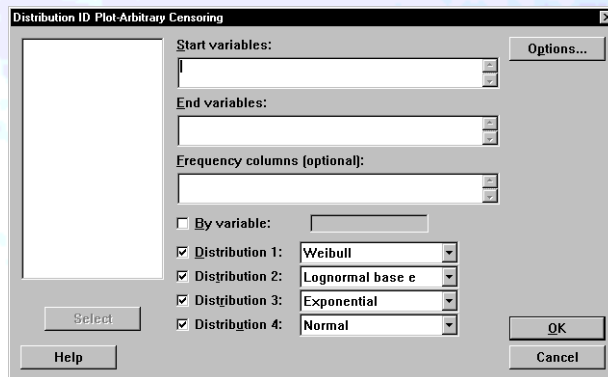 Distribution ID Plot-Arbitrary Censoring
Start variables:
Options...
End variables:
Frequency columns (optional):
By variable:
Distribution 1: Weibull
Distribution 2: Lognormal base e
Distribution 3: Exponential
Distribution 4: Normal
Select
OK
Help
Cancel